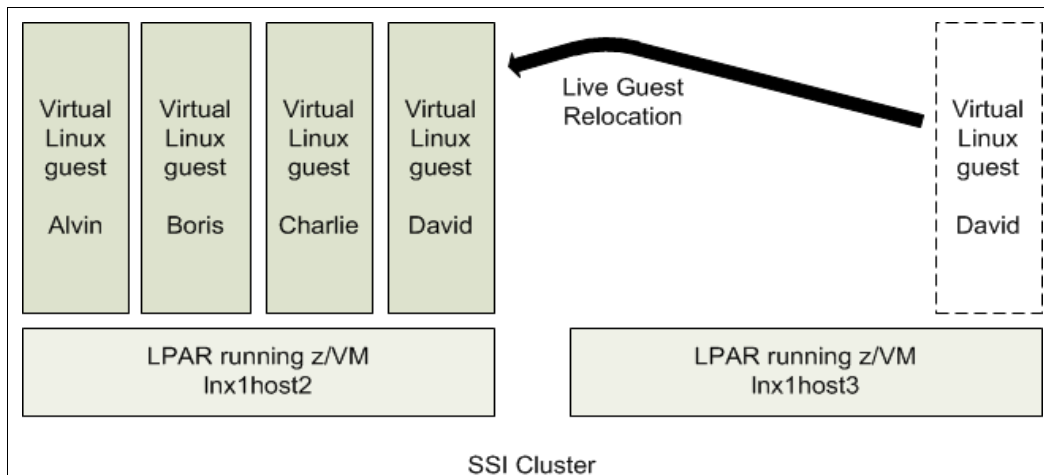 Virtual
Linux
guest
Alvin
Virtual
Linux
guest
Boris
Virtual
Linux
guest
Charlie
Virtual
Linux
guest
David
Live Guest
Relocation
Virtual
Linux
guest
David
LPAR running z/VM
lnx1host2
LPAR running z/VM
lnx1host3
SSI Cluster